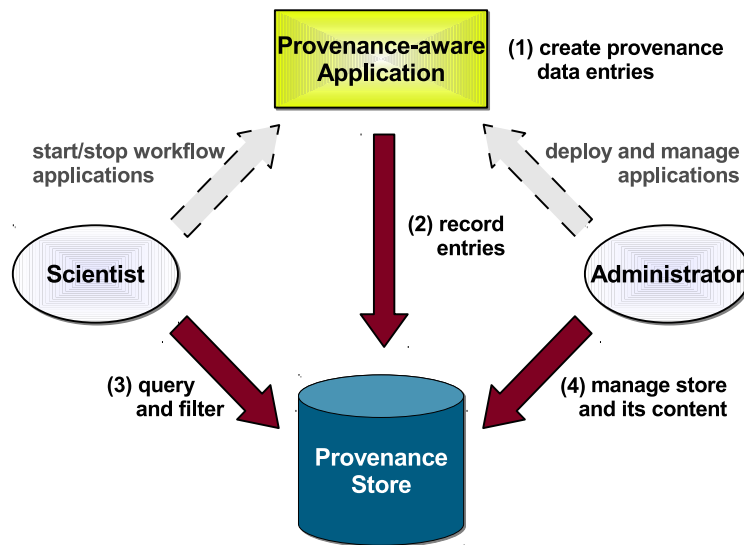 Provenance-aware
Application
(1) create provenance
data entries
start/stop workflow
applications
deploy and manage
applications
(2) record
entries
Scientist
Administrator
(3) query
and filter
(4) manage store
and its content
Provenance
Store